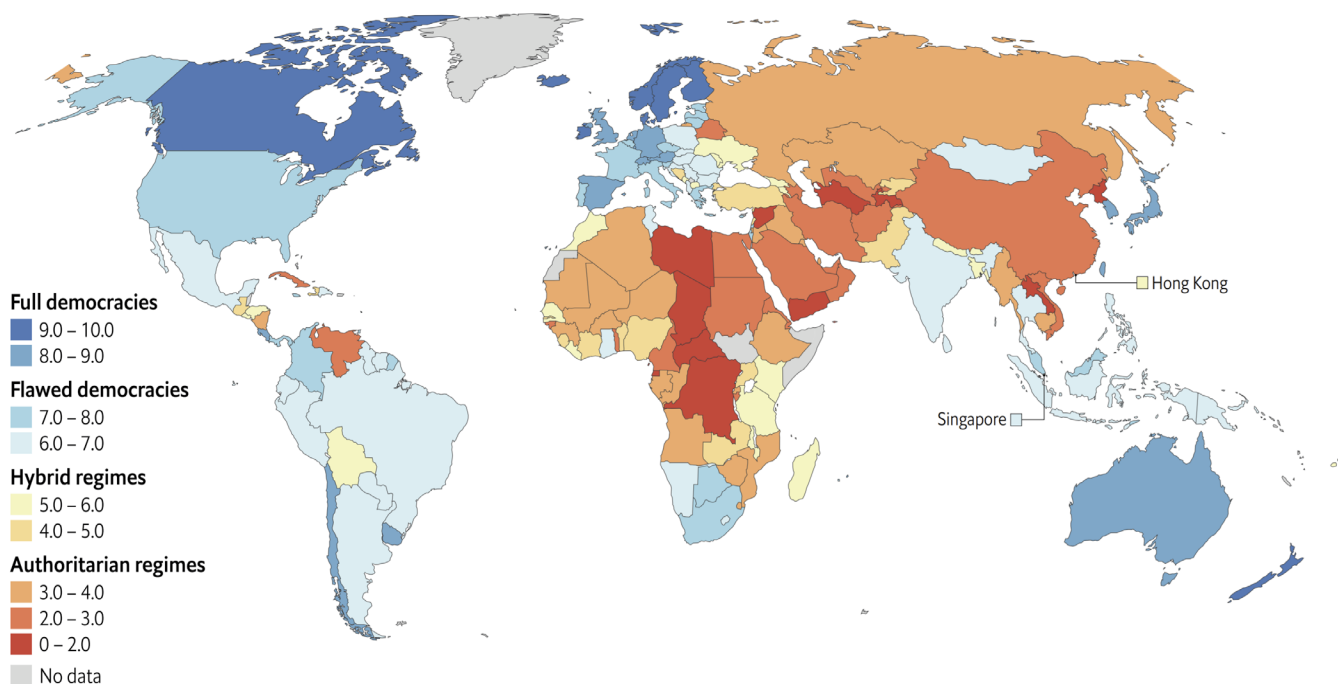 Full democracies
9.0 – 10.0
8.0 – 9.0
Flawed democracies
7.0 – 8.0
6.0 – 7.0
Hybrid regimes
5.0 – 6.0
4.0 – 5.0
Authoritarian regimes
3.0 – 4.0
2.0 – 3.0
0 – 2.0
No data
Hong Kong
Singapore